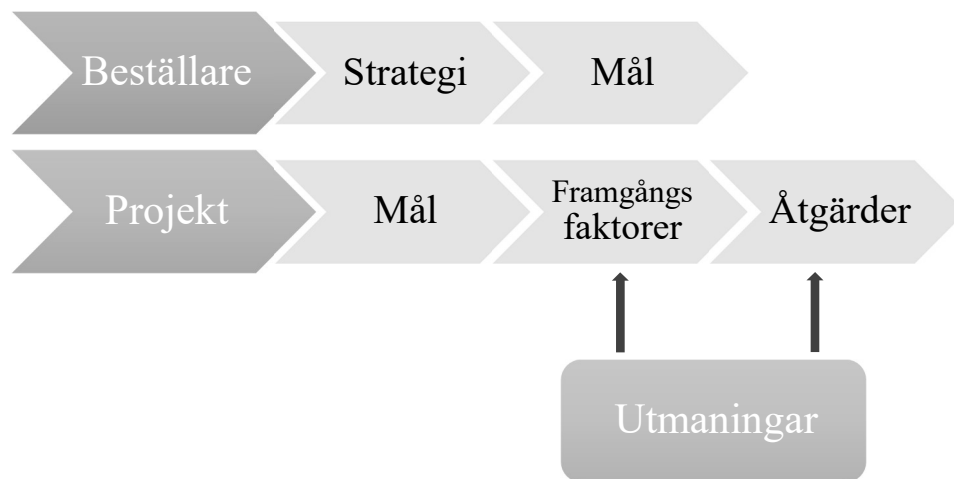 Beställare
Strategi
Mål
Projekt
Mål
Framgångs
faktorer
Åtgärder
Utmaningar